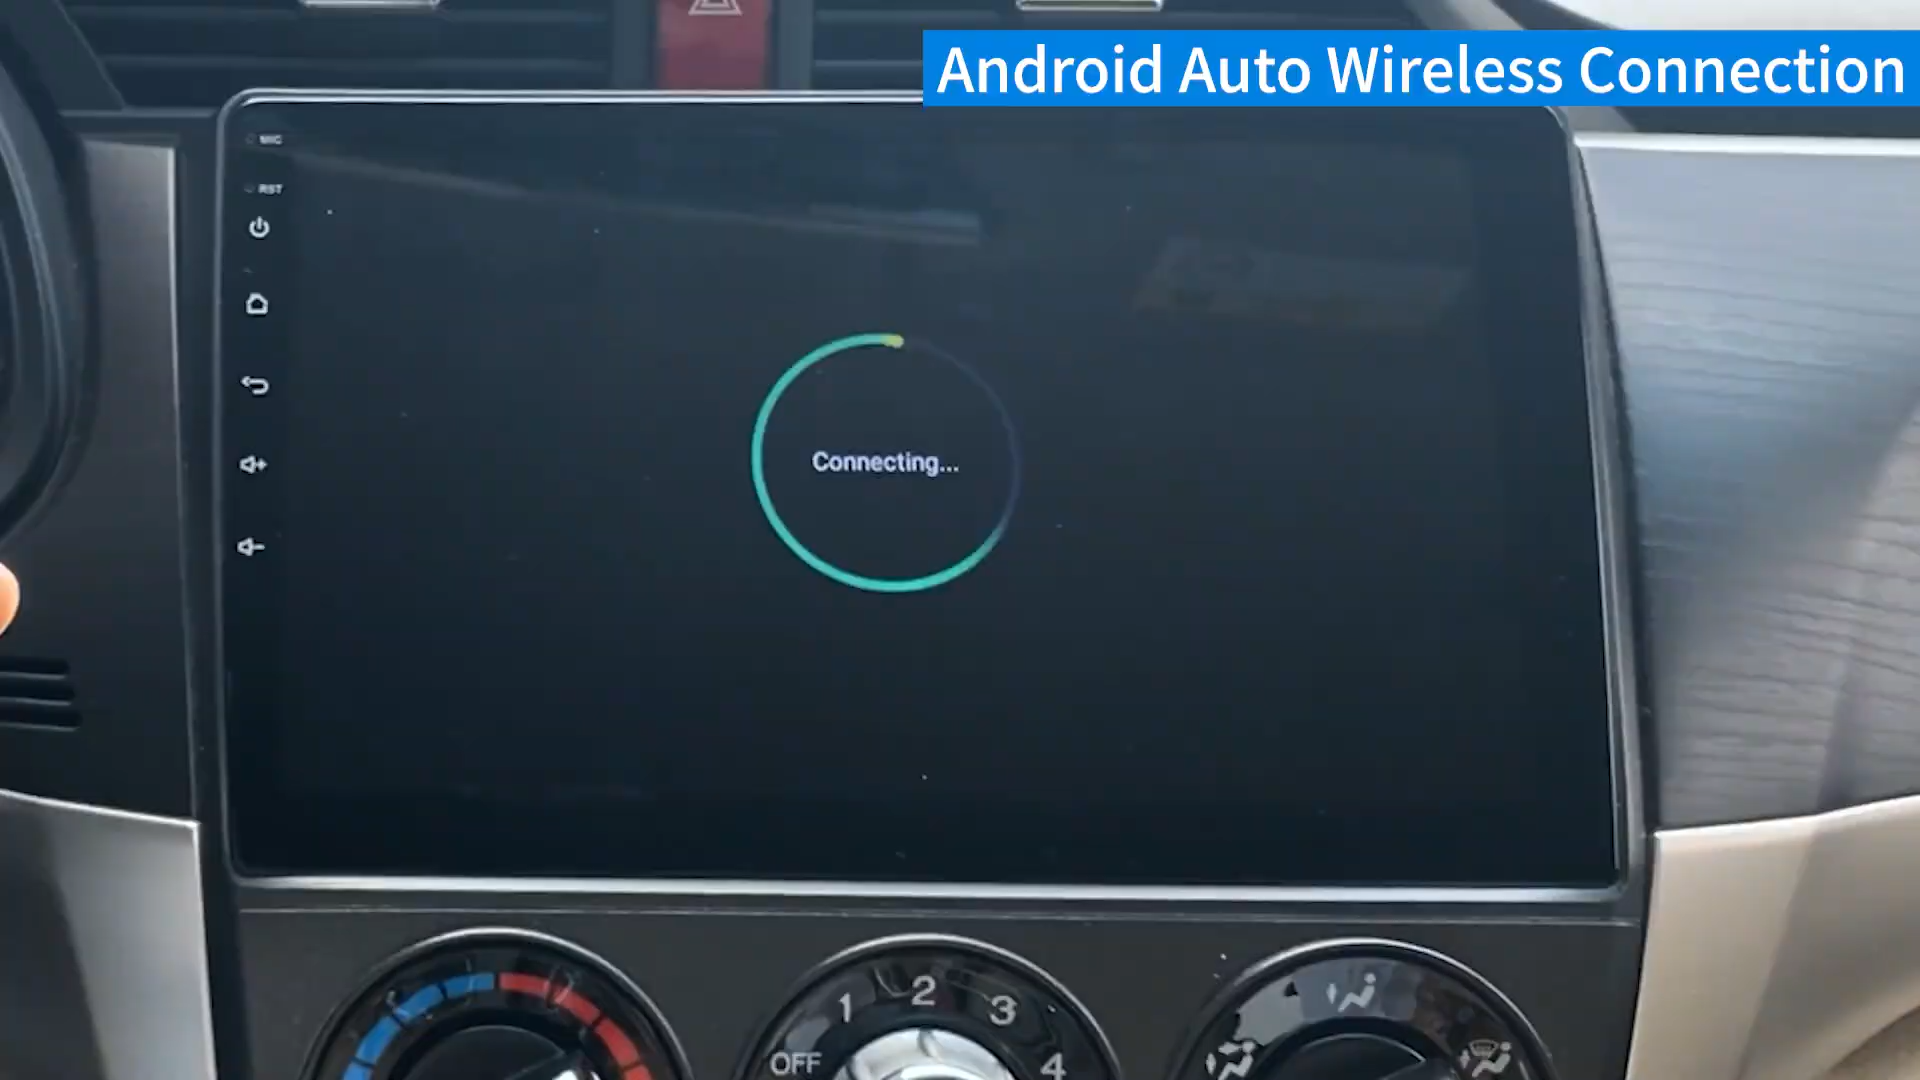 Android Auto Wireless Connection
MIC
RST
Connecting...
1
2
3
OFF
4